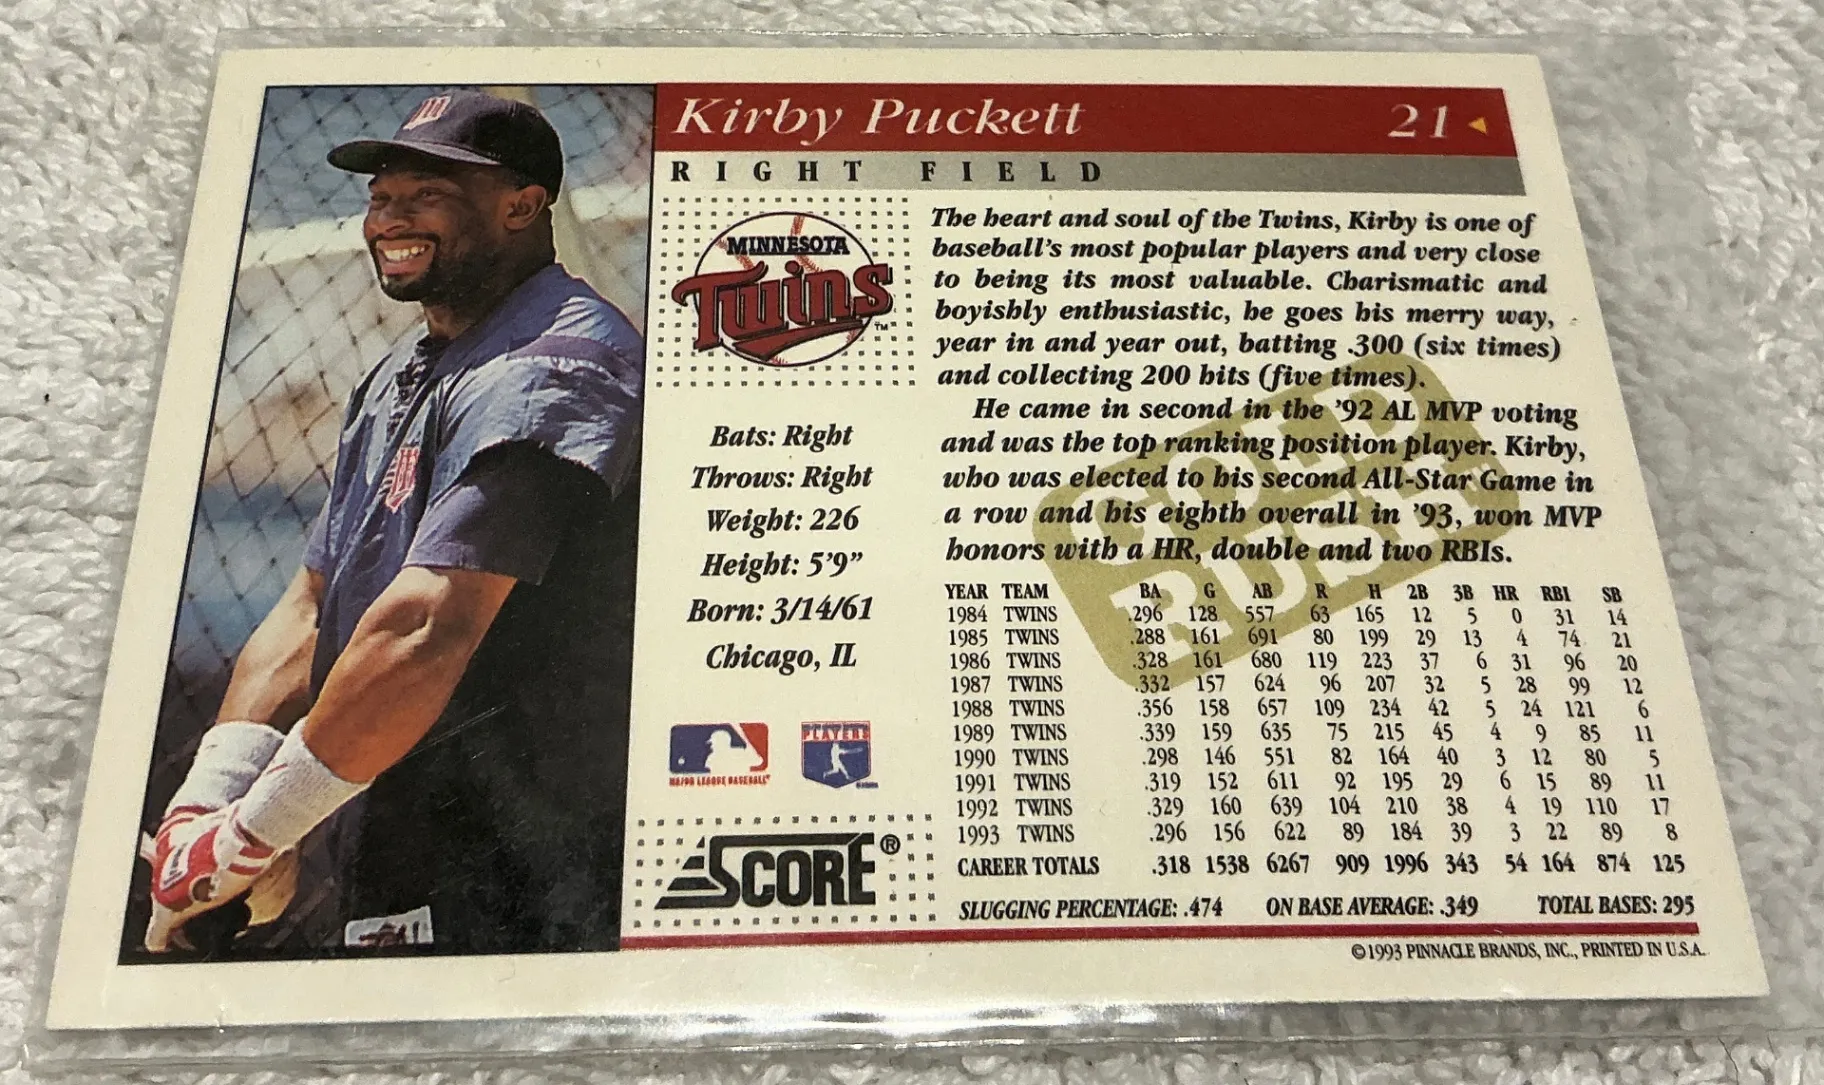 Kirby Puckett 21
RIGHT FIELD
MINNESOTA
Twins
TM
Bats: Right
Throws: Right
Weight: 226
Height: 5'9"
Born: 3/14/61
Chicago, IL
PLAYERS
MAJOR LEAGUE BASEBALL
SCORE®
The heart and soul of the Twins, Kirby is one of
baseball's most popular players and very close
to being its most valuable. Charismatic and
boyishly enthusiastic, he goes his merry way,
year in and year out, batting .300 (six times)
and collecting 200 hits (five times).
He came in second in the '92 AL MVP voting
and was the top ranking position player. Kirby,
who was elected to his second All-Star Game in
a row and his eighth overall in '93, won MVP
honors with a HR, double and two RBIs.
GOLD
RUSH
YEAR TEAM BA G AB R H 2B 3B HR RBI SB
1984 TWINS .296 128 557 63 165 12 5 0 31 14
1985 TWINS .288 161 691 80 199 29 13 4 74 21
1986 TWINS .328 161 680 119 223 37 6 31 96 20
1987 TWINS .332 157 624 96 207 32 5 28 99 12
1988 TWINS .356 158 657 109 234 42 5 24 121 6
1989 TWINS .339 159 635 75 215 45 4 9 85 11
1990 TWINS .298 146 551 82 164 40 3 12 80 5
1991 TWINS .319 152 611 92 195 29 6 15 89 11
1992 TWINS .329 160 639 104 210 38 4 19 110 17
1993 TWINS .296 156 622 89 184 39 3 22 89 8
CAREER TOTALS .318 1538 6267 909 1996 343 54 164 874 125
SLUGGING PERCENTAGE: .474 ON BASE AVERAGE: .349 TOTAL BASES: 295
©1993 PINNACLE BRANDS, INC., PRINTED IN U.S.A.